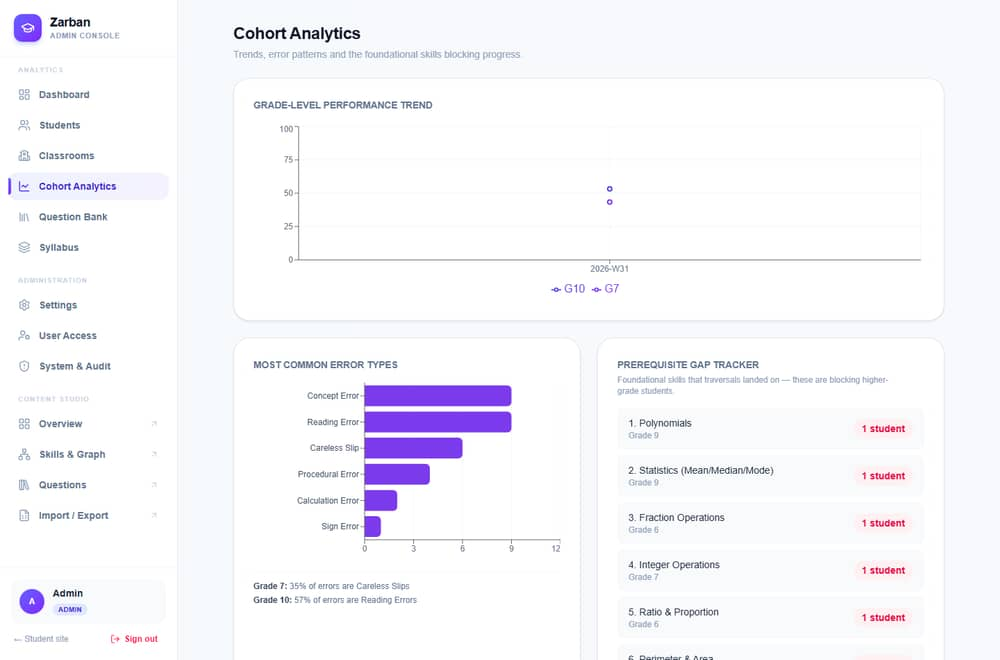 Zarban
ADMIN CONSOLE
ANALYTICS
Dashboard
Students
Classrooms
Cohort Analytics
Question Bank
Syllabus
ADMINISTRATION
Settings
User Access
System & Audit
CONTENT STUDIO
Overview ↗
Skills & Graph ↗
Questions ↗
Import / Export ↗
A
Admin
ADMIN
← Student site
Sign out
Cohort Analytics
Trends, error patterns and the foundational skills blocking progress.
GRADE-LEVEL PERFORMANCE TREND
100
75
50
25
0
2026-W31
G10 G7
MOST COMMON ERROR TYPES
Concept Error
Reading Error
Careless Slip
Procedural Error
Calculation Error
Sign Error
0 3 6 9 12
Grade 7: 35% of errors are Careless Slips
Grade 10: 57% of errors are Reading Errors
PREREQUISITE GAP TRACKER
Foundational skills that traversals landed on — these are blocking higher-
grade students.
1. Polynomials
Grade 9
1 student
2. Statistics (Mean/Median/Mode)
Grade 9
1 student
3. Fraction Operations
Grade 6
1 student
4. Integer Operations
Grade 7
1 student
5. Ratio & Proportion
Grade 6
1 student
6. Perimeter & Area